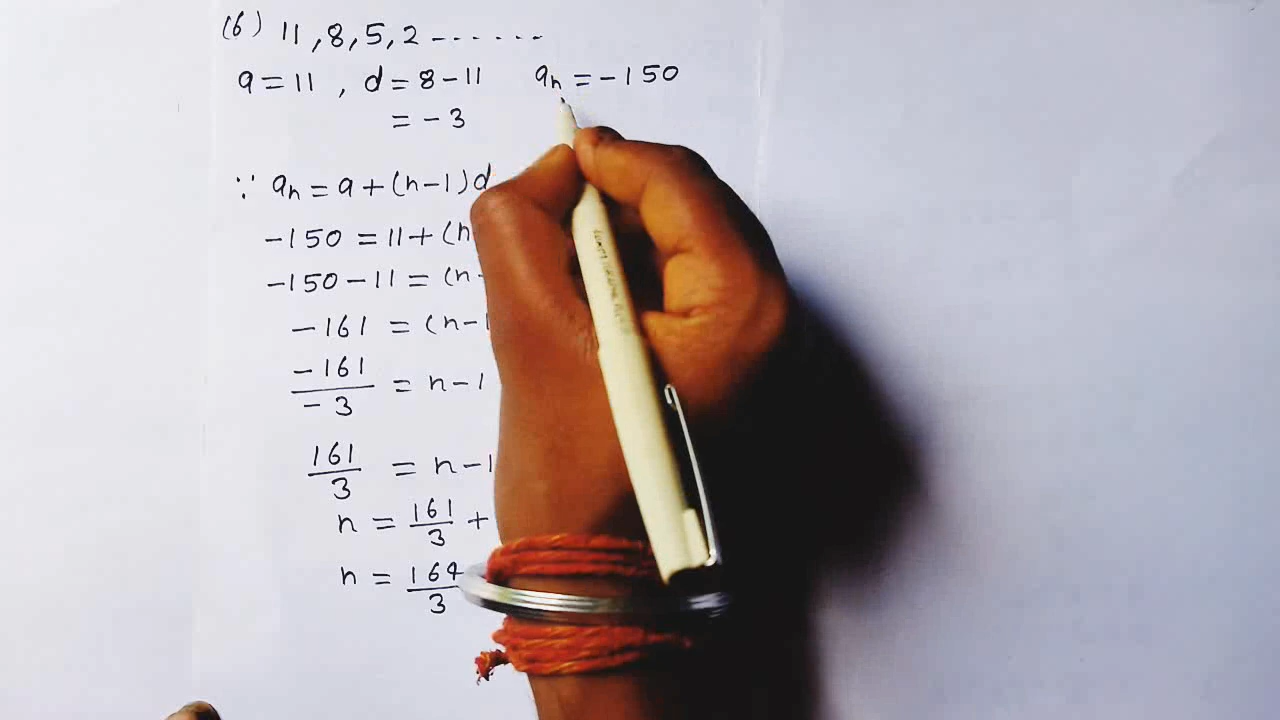 (6) 11, 8, 5, 2 - - - - - -
a = 11 , d = 8 - 11 aₙ = -150
= -3
∵ aₙ = a + (n-1)d
-150 = 11 + (n
-150 - 11 = (n-
-161 = (n-1
-161/-3 = n-1
161/3 = n-1
n = 161/3 +
n = 164/3